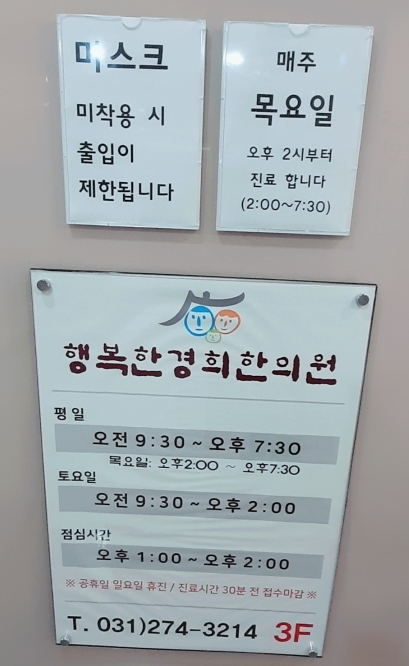 마스크
미착용 시
출입이
제한됩니다
매주
목요일
오후 2시부터
진료 합니다
(2:00~7:30)
행복한경희한의원
평 일
오전 9:30 ~ 오후 7:30
목요일: 오후2:00 ~ 오후7:30
토요일
오전 9:30 ~ 오후 2:00
점심시간
오후 1:00 ~ 오후 2:00
※ 공휴일 일요일 휴진 / 진료시간 30분 전 접수마감 ※
T. 031)274-3214 3F